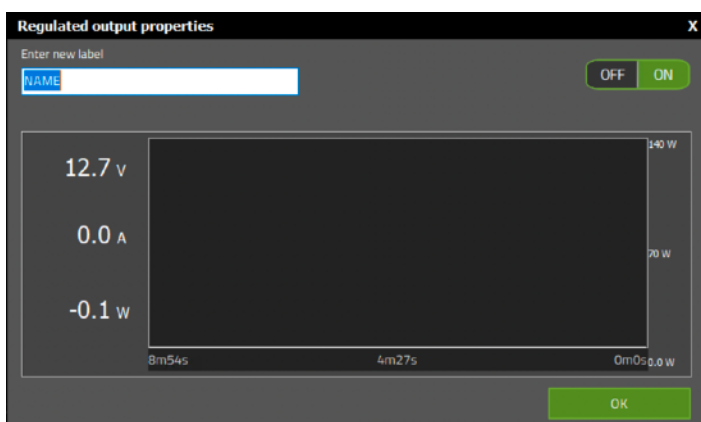 Regulated output properties X
Enter new label
NAME
OFF ON
140 W
12.7 V
0.0 A
70 W
-0.1 W
8m54s 4m27s 0m0s 0.0 W
OK